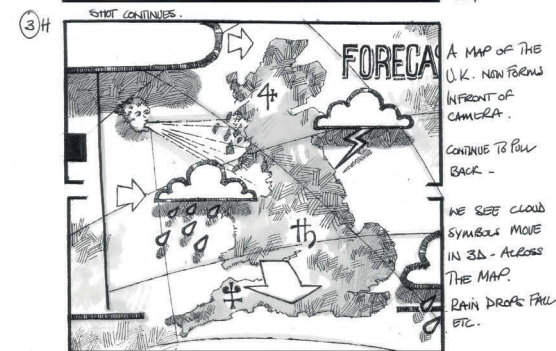 SHOT CONTINUES.
3 H
FORECA
A MAP OF THE
U.K. NOW FORMS
INFRONT OF
CAMERA.
CONTINUE TO PULL
BACK -
WE SEE CLOUD
SYMBOLS MOVE
IN 3D - ACROSS
THE MAP.
RAIN DROPS FALL
ETC.